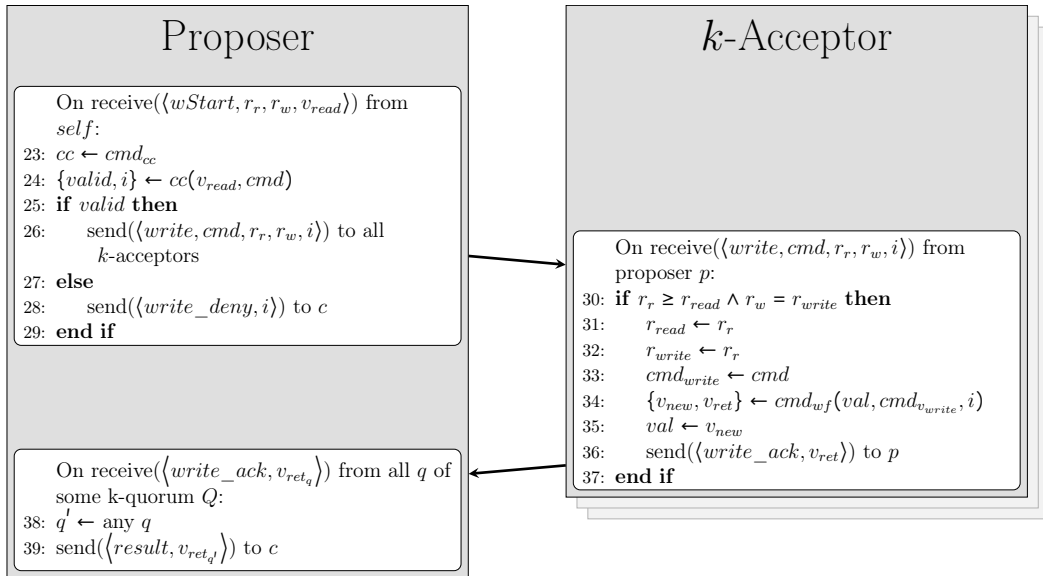 Proposer
On receive(⟨wStart, r_r, r_w, v_read⟩) from
self:
23: cc ← cmd_cc
24: {valid, i} ← cc(v_read, cmd)
25: if valid then
26: send(⟨write, cmd, r_r, r_w, i⟩) to all
k-acceptors
27: else
28: send(⟨write_deny, i⟩) to c
29: end if
On receive(⟨write_ack, v_ret_q⟩) from all q of
some k-quorum Q:
38: q' ← any q
39: send(⟨result, v_ret_q'⟩) to c
k-Acceptor
On receive(⟨write, cmd, r_r, r_w, i⟩) from
proposer p:
30: if r_r ≥ r_read ∧ r_w = r_write then
31: r_read ← r_r
32: r_write ← r_r
33: cmd_write ← cmd
34: {v_new, v_ret} ← cmd_wf(val, cmd_v_write, i)
35: val ← v_new
36: send(⟨write_ack, v_ret⟩) to p
37: end if